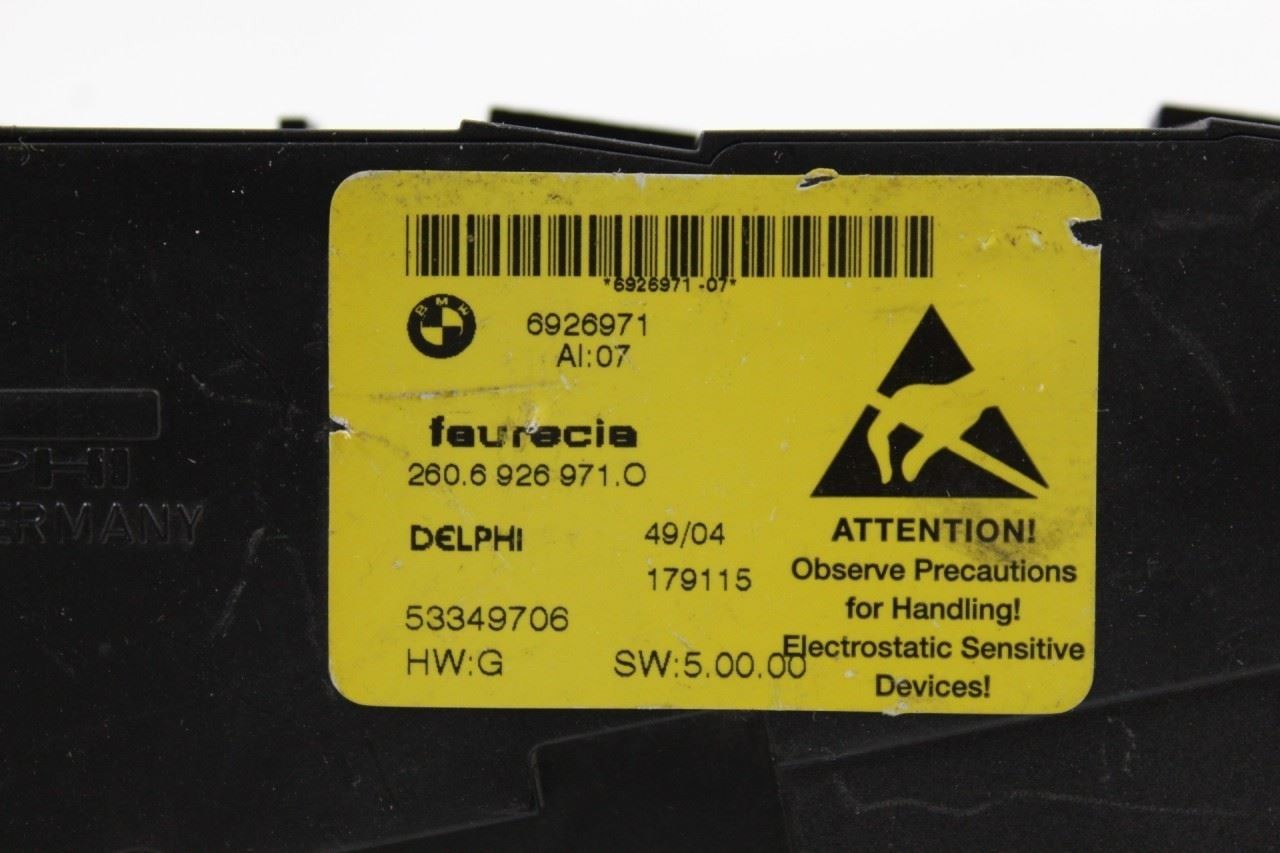 *6926971-07*
BMW
6926971
AI:07
faurecia
260.6 926 971.O
DELPHI 49/04
179115
53349706
HW:G SW:5.00.00
ATTENTION!
Observe Precautions
for Handling!
Electrostatic Sensitive
Devices!
PHI
ERMANY